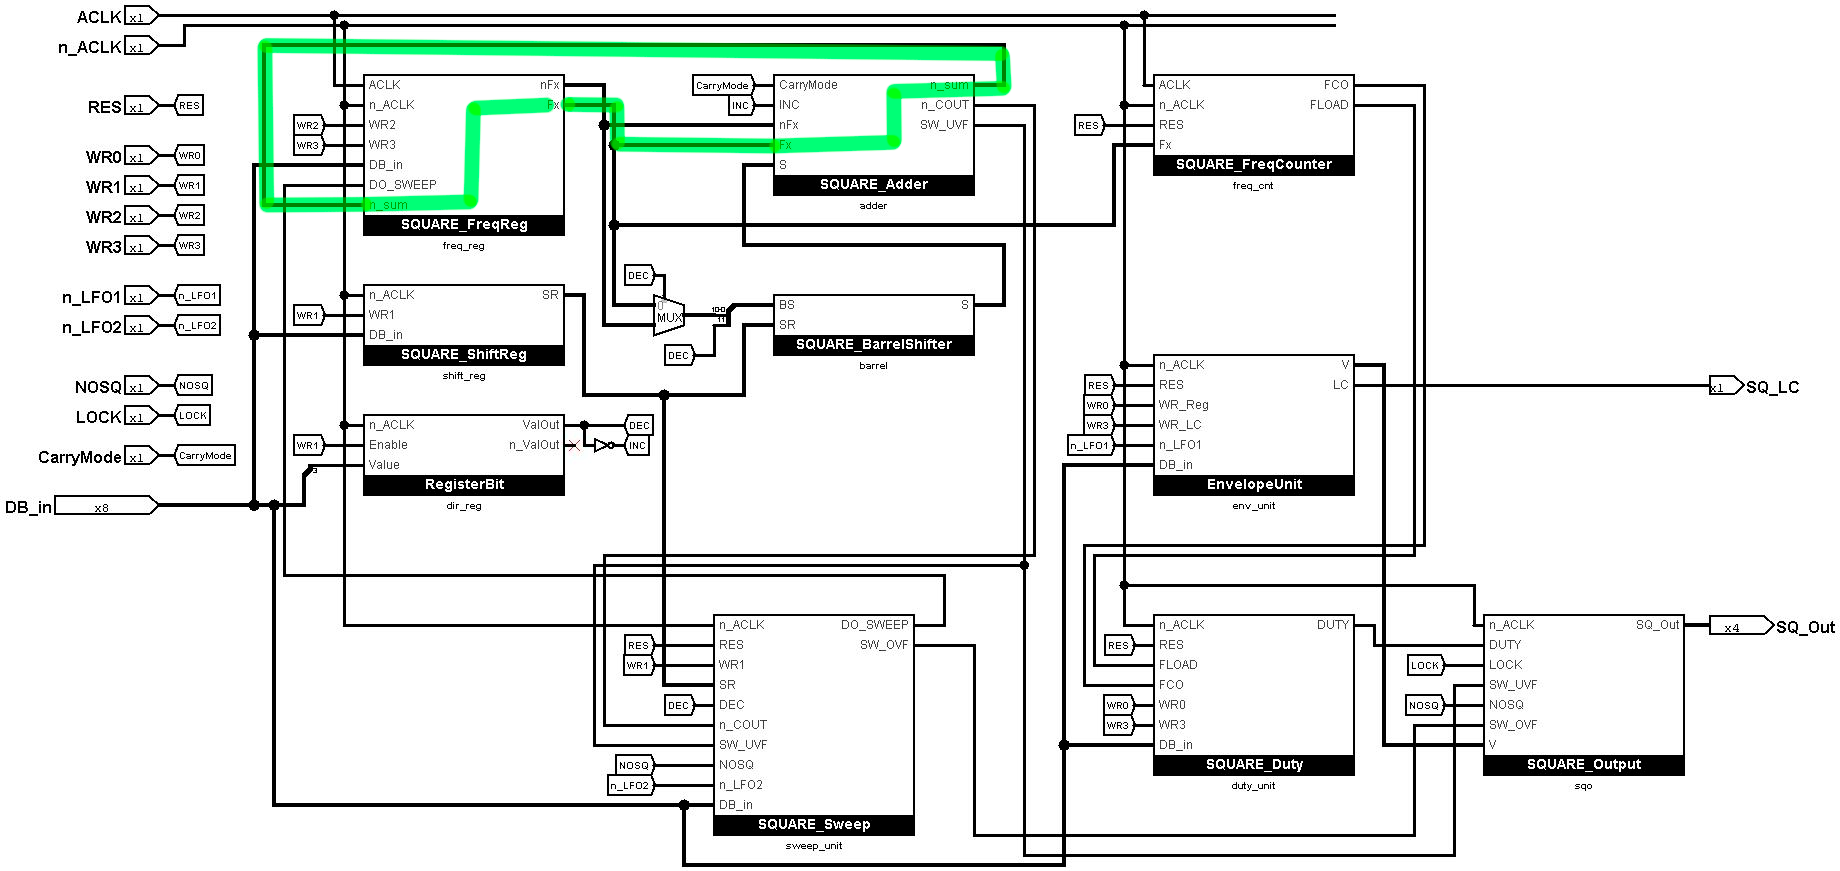 ACLK x1
n_ACLK x1
RES x1 RES
WR0 x1 WR0
WR1 x1 WR1
WR2 x1 WR2
WR3 x1 WR3
n_LFO1 x1 n_LFO1
n_LFO2 x1 n_LFO2
NOSQ x1 NOSQ
LOCK x1 LOCK
CarryMode x1 CarryMode
DB_in x8
3
ACLK nFx
n_ACLK Fx
WR2 WR2
WR3 WR3
DB_in
DO_SWEEP
n_sum
SQUARE_FreqReg
freq_reg
n_ACLK SR
WR1 WR1
DB_in
SQUARE_ShiftReg
shift_reg
n_ACLK ValOut DEC
WR1 Enable n_ValOut INC
Value
RegisterBit
dir_reg
CarryMode CarryMode n_sum
INC INC n_COUT
nFx SW_UVF
Fx
S
SQUARE_Adder
adder
DEC
0
MUX
10-0
11
DEC
BS S
SR
SQUARE_BarrelShifter
barrel
n_ACLK DO_SWEEP
RES RES SW_OVF
WR1 WR1
SR
DEC DEC
n_COUT
SW_UVF
NOSQ NOSQ
n_LFO2 n_LFO2
DB_in
SQUARE_Sweep
sweep_unit
ACLK FCO
n_ACLK FLOAD
RES RES
Fx
SQUARE_FreqCounter
freq_cnt
n_ACLK V
RES RES LC
WR0 WR_Reg
WR3 WR_LC
n_LFO1 n_LFO1
DB_in
EnvelopeUnit
env_unit
n_ACLK DUTY
RES RES
FLOAD
FCO
WR0 WR0
WR3 WR3
DB_in
SQUARE_Duty
duty_unit
n_ACLK SQ_Out
DUTY
LOCK LOCK
SW_UVF
NOSQ NOSQ
SW_OVF
V
SQUARE_Output
sqo
x1 SQ_LC
x4 SQ_Out